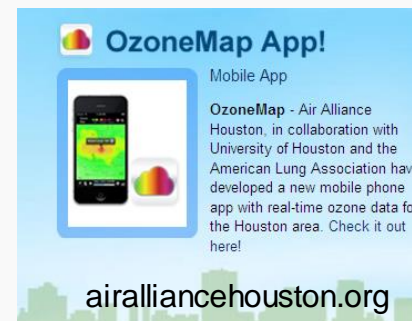 OzoneMap App!
Mobile App
OzoneMap - Air Alliance
Houston, in collaboration with
University of Houston and the
American Lung Association hav
developed a new mobile phone
app with real-time ozone data fo
the Houston area. Check it out
here!
airalliancehouston.org